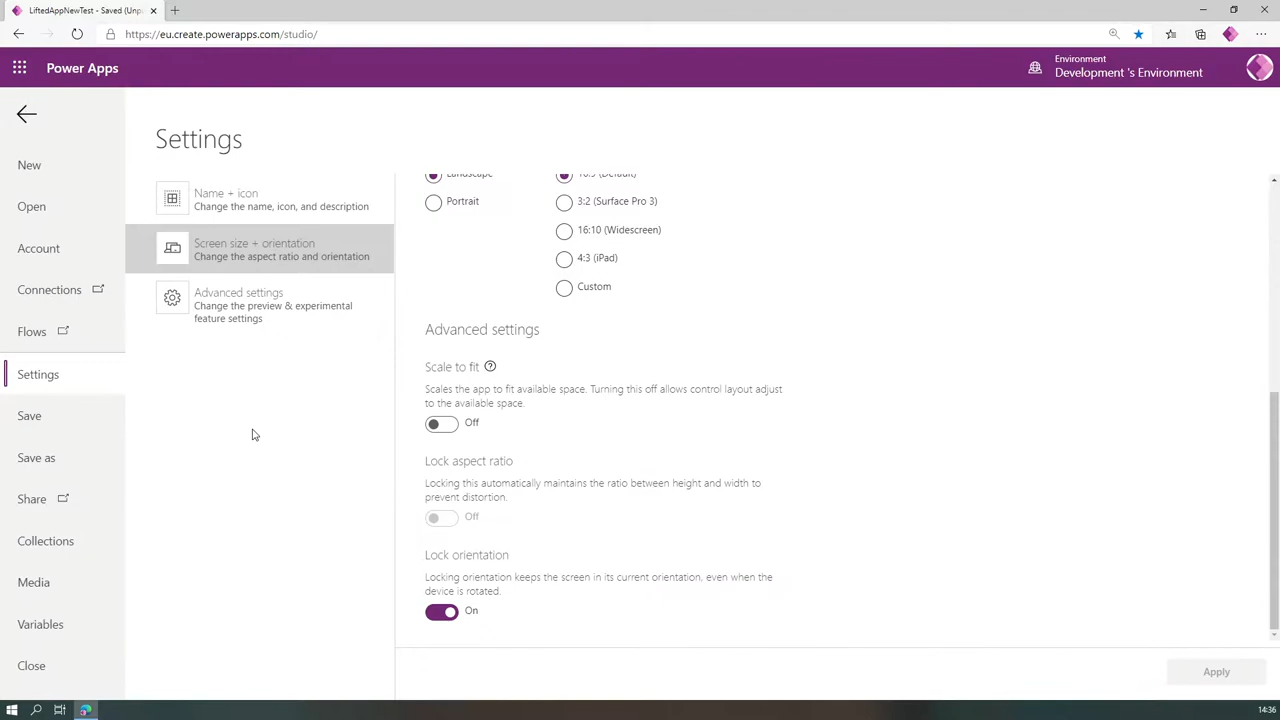 LiftedAppNewTest - Saved (Unpu
https://eu.create.powerapps.com/studio/
Power Apps
Environment
Development 's Environment
New
Open
Account
Connections
Flows
Settings
Save
Save as
Share
Collections
Media
Variables
Close
Settings
Name + icon
Change the name, icon, and description
Screen size + orientation
Change the aspect ratio and orientation
Advanced settings
Change the preview & experimental
feature settings
Landscape
Portrait
16:9 (Default)
3:2 (Surface Pro 3)
16:10 (Widescreen)
4:3 (iPad)
Custom
Advanced settings
Scale to fit
Scales the app to fit available space. Turning this off allows control layout adjust
to the available space.
Off
Lock aspect ratio
Locking this automatically maintains the ratio between height and width to
prevent distortion.
Off
Lock orientation
Locking orientation keeps the screen in its current orientation, even when the
device is rotated.
On
Apply
14:36